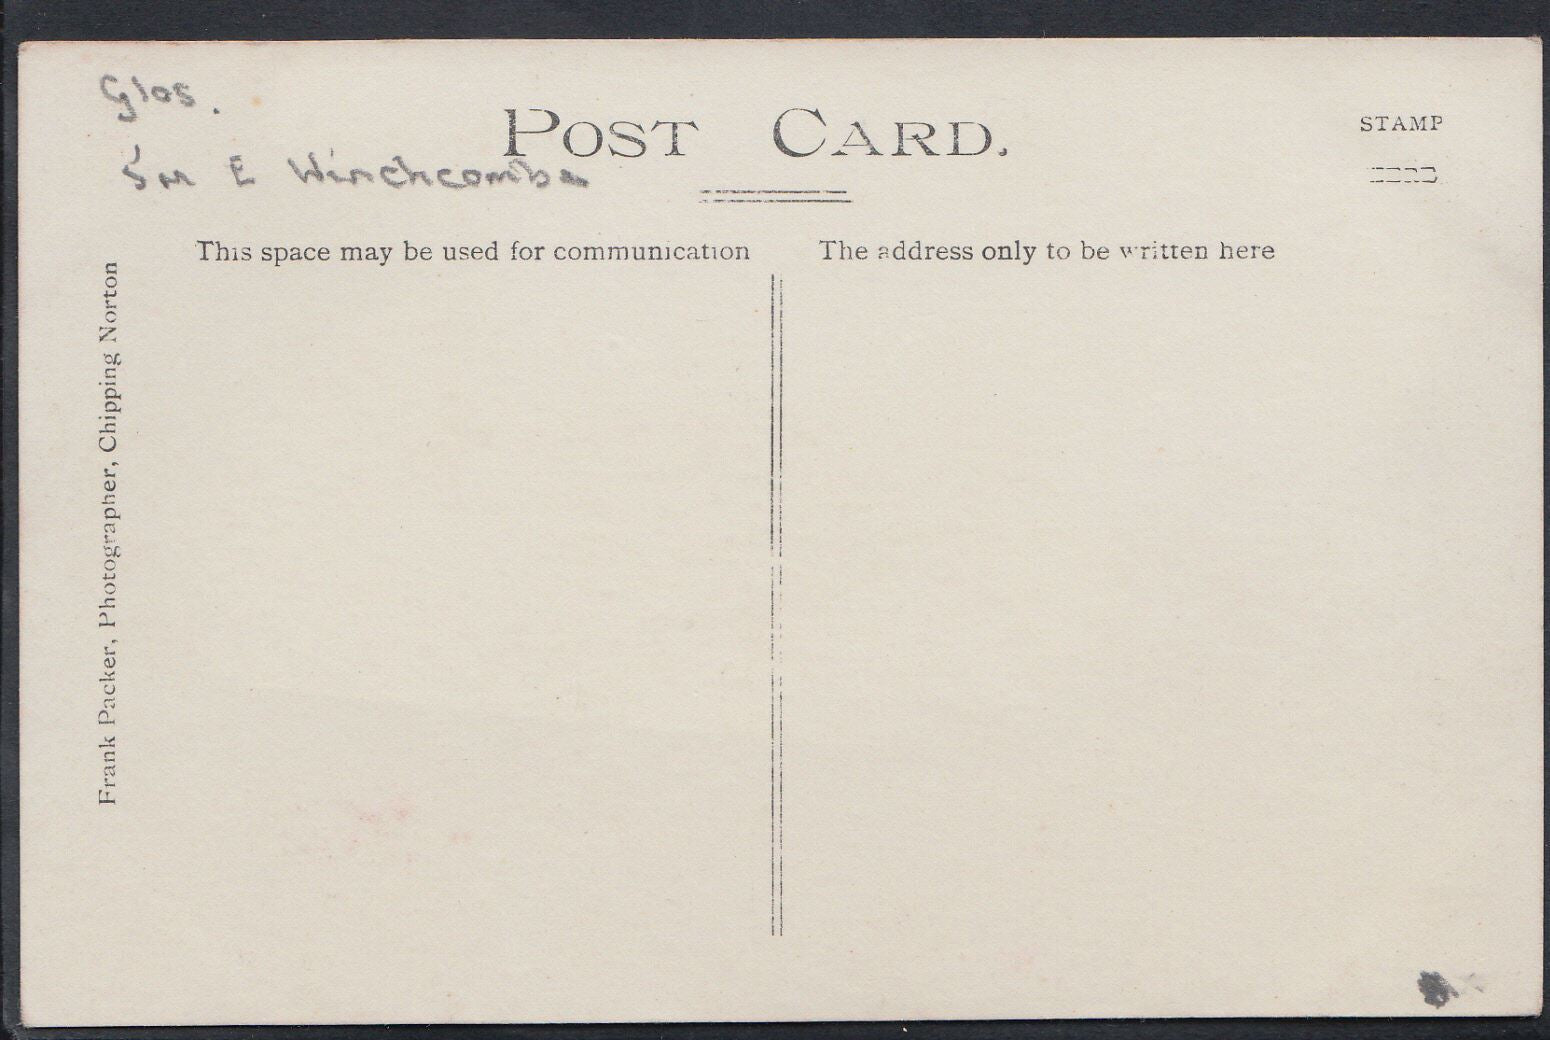 Glos.
POST CARD.
STAMP
5m E Winchcombe
This space may be used for communication
The address only to be written here
Frank Packer, Photographer, Chipping Norton